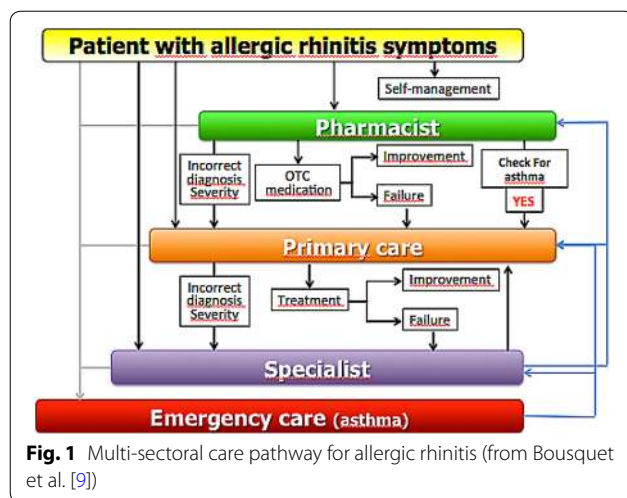 Patient with allergic rhinitis symptoms
Self-management
Pharmacist
Incorrect
diagnosis
Severity
OTC
medication
Improvement
Failure
Check For
asthma
YES
Primary care
Incorrect
diagnosis
Severity
Treatment
Improvement
Failure
Specialist
Emergency care (asthma)
Fig. 1 Multi-sectoral care pathway for allergic rhinitis (from Bousquet
et al. [9])